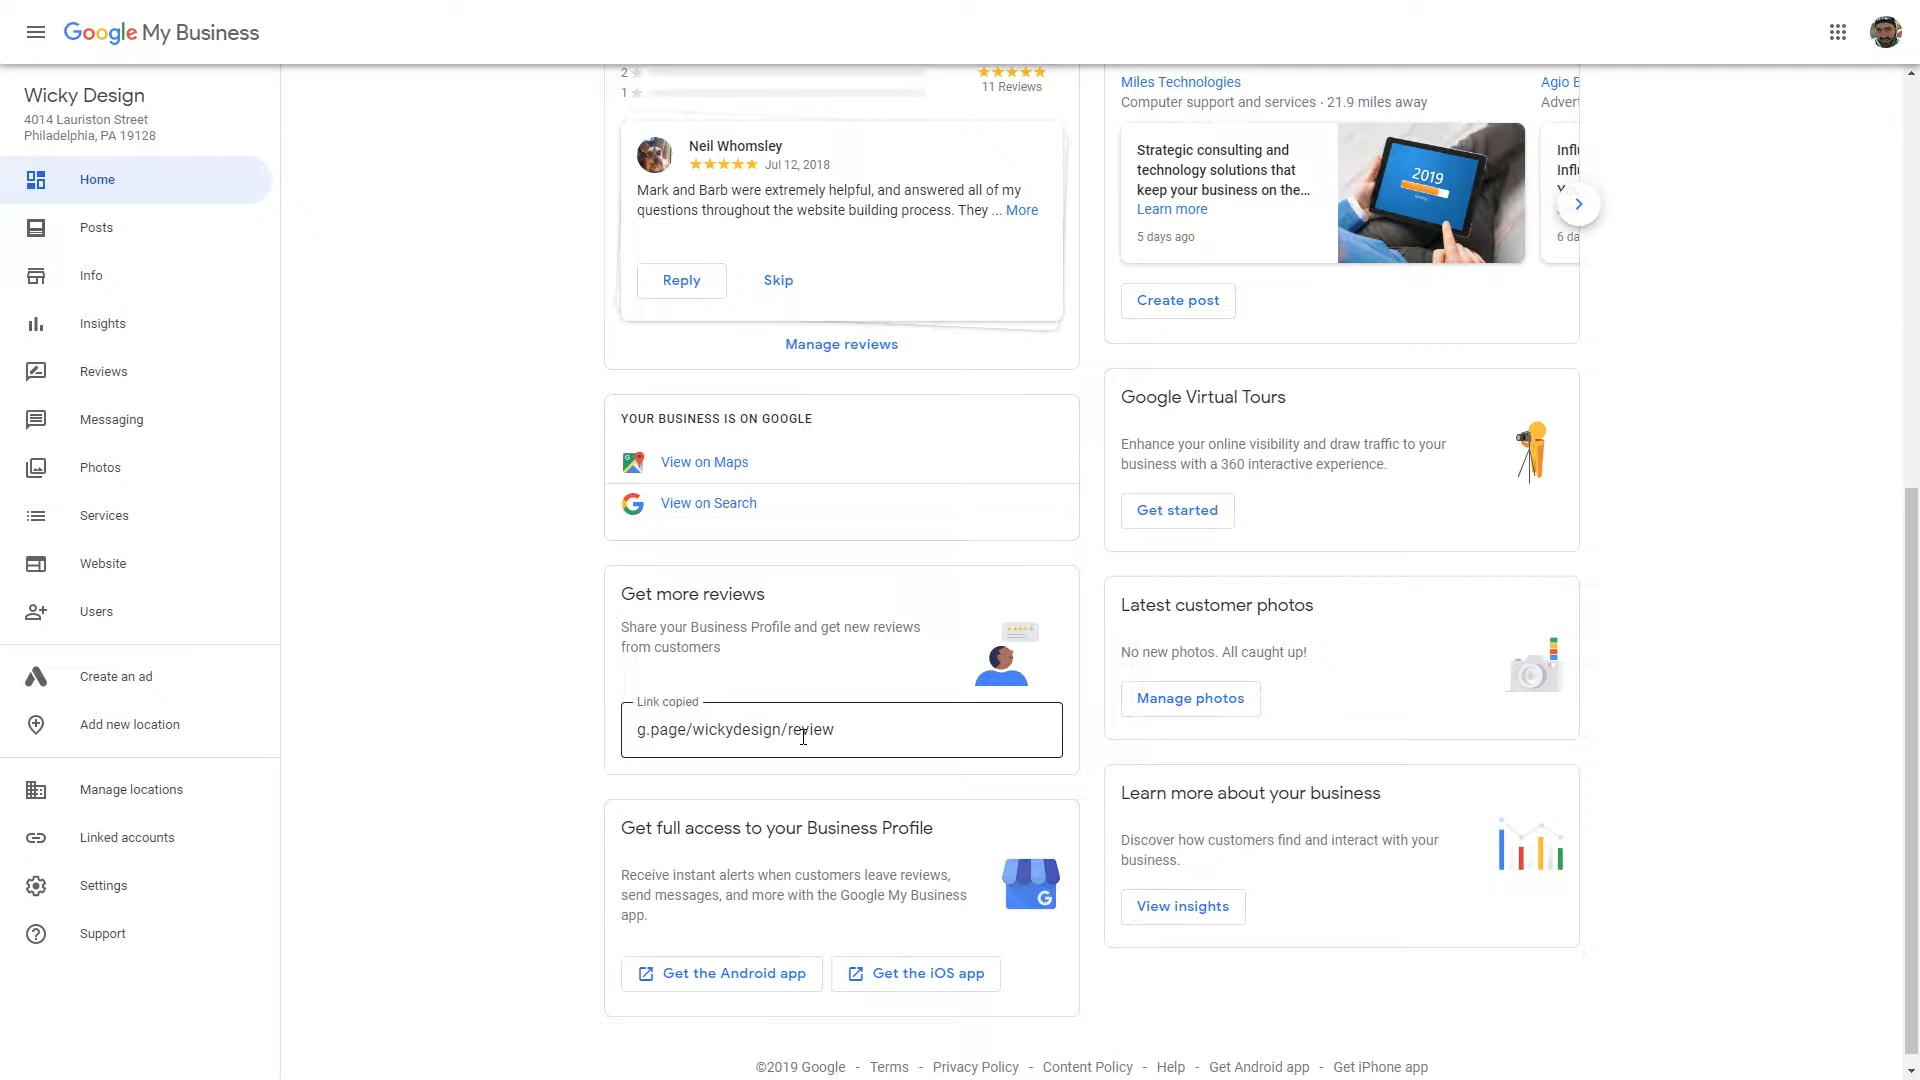 Google My Business
Wicky Design
4014 Lauriston Street
Philadelphia, PA 19128
Home
Posts
Info
Insights
Reviews
Messaging
Photos
Services
Website
Users
Create an ad
Add new location
Manage locations
Linked accounts
Settings
Support
2
1
11 Reviews
Neil Whomsley
Jul 12, 2018
Mark and Barb were extremely helpful, and answered all of my
questions throughout the website building process. They ... More
Reply Skip
Manage reviews
YOUR BUSINESS IS ON GOOGLE
View on Maps
View on Search
Get more reviews
Share your Business Profile and get new reviews
from customers
Link copied
g.page/wickydesign/review
Get full access to your Business Profile
Receive instant alerts when customers leave reviews,
send messages, and more with the Google My Business
app.
Get the Android app Get the iOS app
Miles Technologies
Computer support and services · 21.9 miles away
Strategic consulting and
technology solutions that
keep your business on the...
Learn more
5 days ago
2019
Agio
6 da
Create post
Google Virtual Tours
Enhance your online visibility and draw traffic to your
business with a 360 interactive experience.
Get started
Latest customer photos
No new photos. All caught up!
Manage photos
Learn more about your business
Discover how customers find and interact with your
business.
View insights
©2019 Google - Terms - Privacy Policy - Content Policy - Help - Get Android app - Get iPhone app